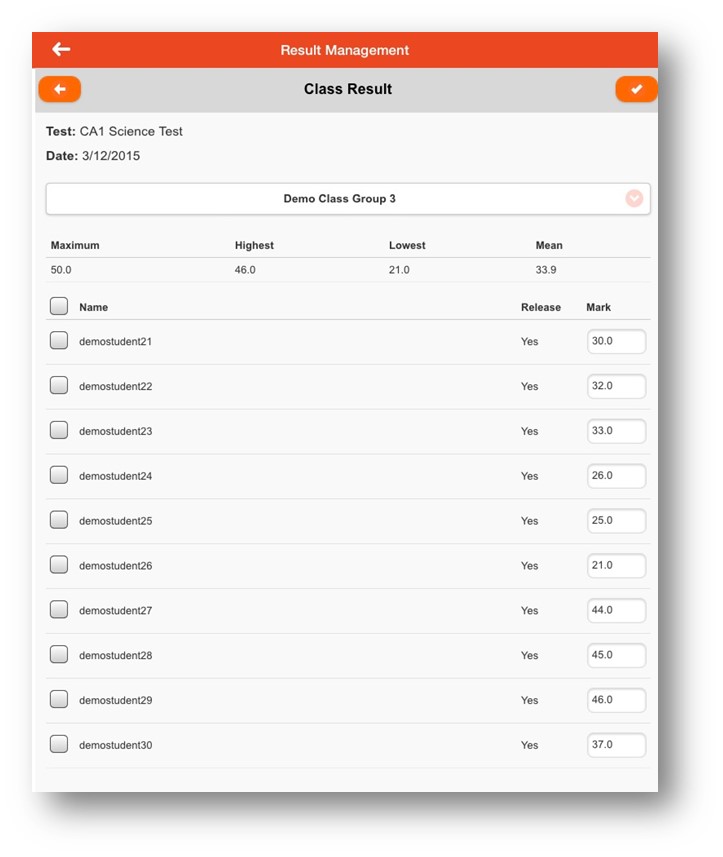 Result Management
Class Result
Test: CA1 Science Test
Date: 3/12/2015
Demo Class Group 3
Maximum Highest Lowest Mean
50.0 46.0 21.0 33.9
Name Release Mark
demostudent21 Yes 30.0
demostudent22 Yes 32.0
demostudent23 Yes 33.0
demostudent24 Yes 26.0
demostudent25 Yes 25.0
demostudent26 Yes 21.0
demostudent27 Yes 44.0
demostudent28 Yes 45.0
demostudent29 Yes 46.0
demostudent30 Yes 37.0